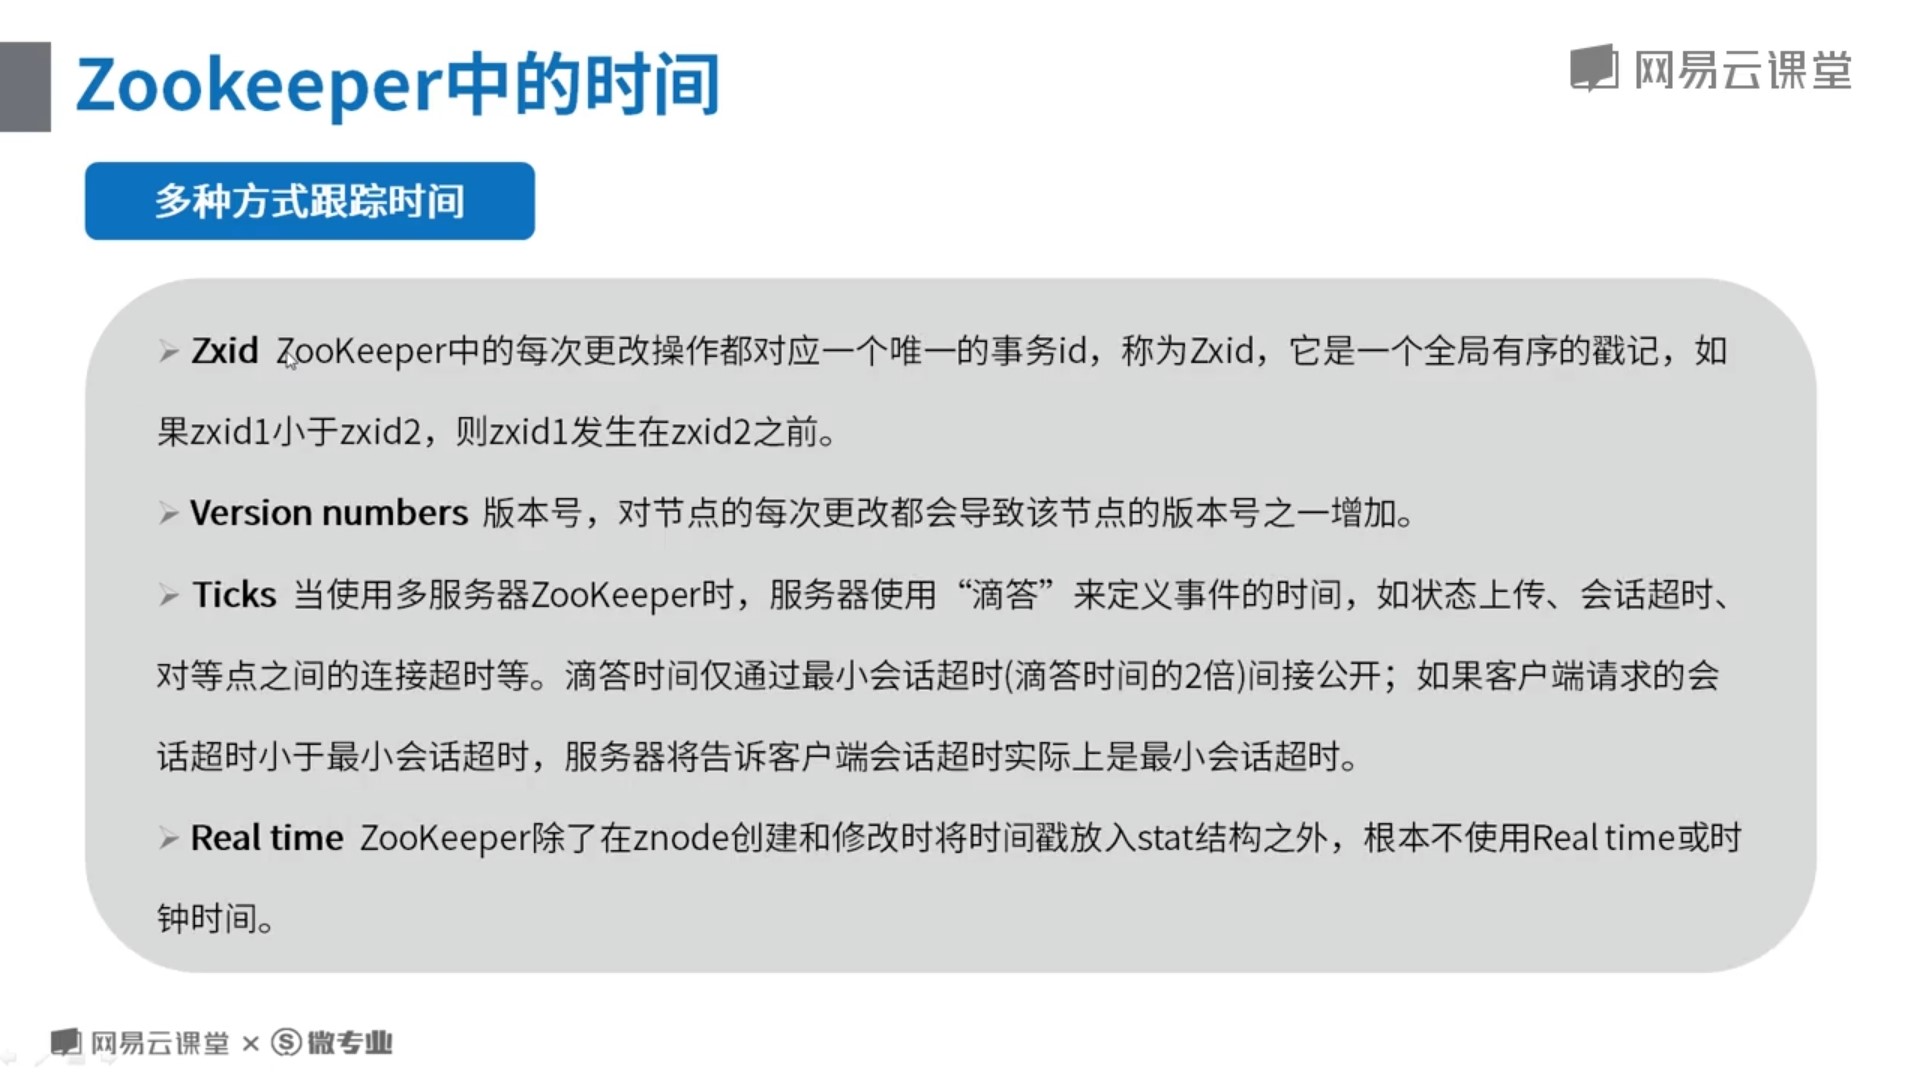 Zookeeper中的时间
网易云课堂
多种方式跟踪时间
Zxid ZooKeeper中的每次更改操作都对应一个唯一的事务id，称为Zxid，它是一个全局有序的戳记，如
果zxid1小于zxid2，则zxid1发生在zxid2之前。
Version numbers 版本号，对节点的每次更改都会导致该节点的版本号之一增加。
Ticks 当使用多服务器ZooKeeper时，服务器使用“滴答”来定义事件的时间，如状态上传、会话超时、
对等点之间的连接超时等。滴答时间仅通过最小会话超时(滴答时间的2倍)间接公开；如果客户端请求的会
话超时小于最小会话超时，服务器将告诉客户端会话超时实际上是最小会话超时。
Real time ZooKeeper除了在znode创建和修改时将时间戳放入stat结构之外，根本不使用Real time或时
钟时间。
网易云课堂 × 微专业